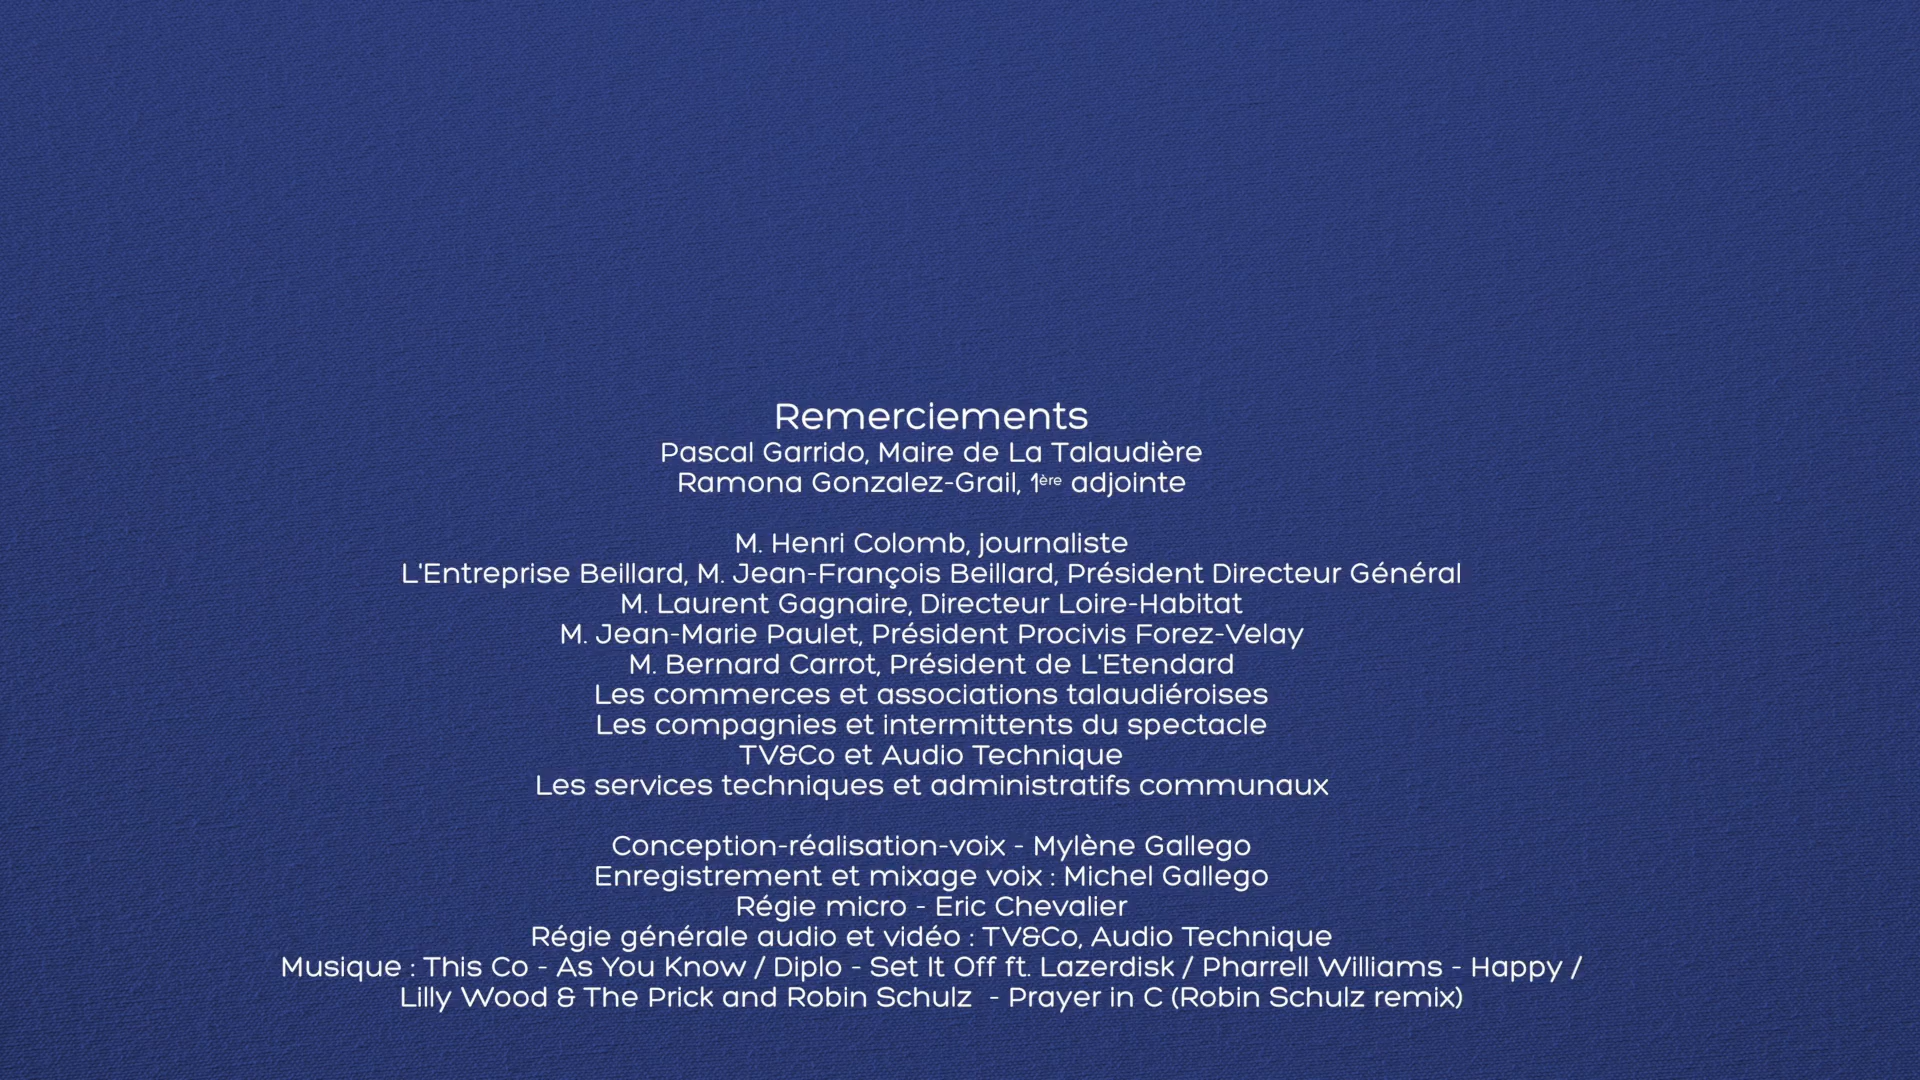 Remerciements
Pascal Garrido, Maire de La Talaudière
Ramona Gonzalez-Grail, 1ère adjointe
M. Henri Colomb, journaliste
L'Entreprise Beillard, M. Jean-François Beillard, Président Directeur Général
M. Laurent Gagnaire, Directeur Loire-Habitat
M. Jean-Marie Paulet, Président Procivis Forez-Velay
M. Bernard Carrot, Président de L'Etendard
Les commerces et associations talaudiéroises
Les compagnies et intermittents du spectacle
TV&Co et Audio Technique
Les services techniques et administratifs communaux
Conception-réalisation-voix - Mylène Gallego
Enregistrement et mixage voix : Michel Gallego
Régie micro - Eric Chevalier
Régie générale audio et vidéo : TV&Co, Audio Technique
Musique : This Co - As You Know / Diplo - Set It Off ft. Lazerdisk / Pharrell Williams - Happy /
Lilly Wood & The Prick and Robin Schulz - Prayer in C (Robin Schulz remix)